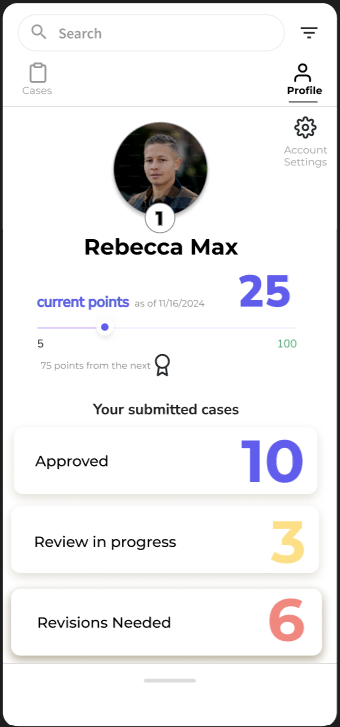 Search
Cases
Profile
Account
Settings
1
Rebecca Max
current points as of 11/16/2024 25
5 100
75 points from the next
Your submitted cases
Approved 10
Review in progress 3
Revisions Needed 6